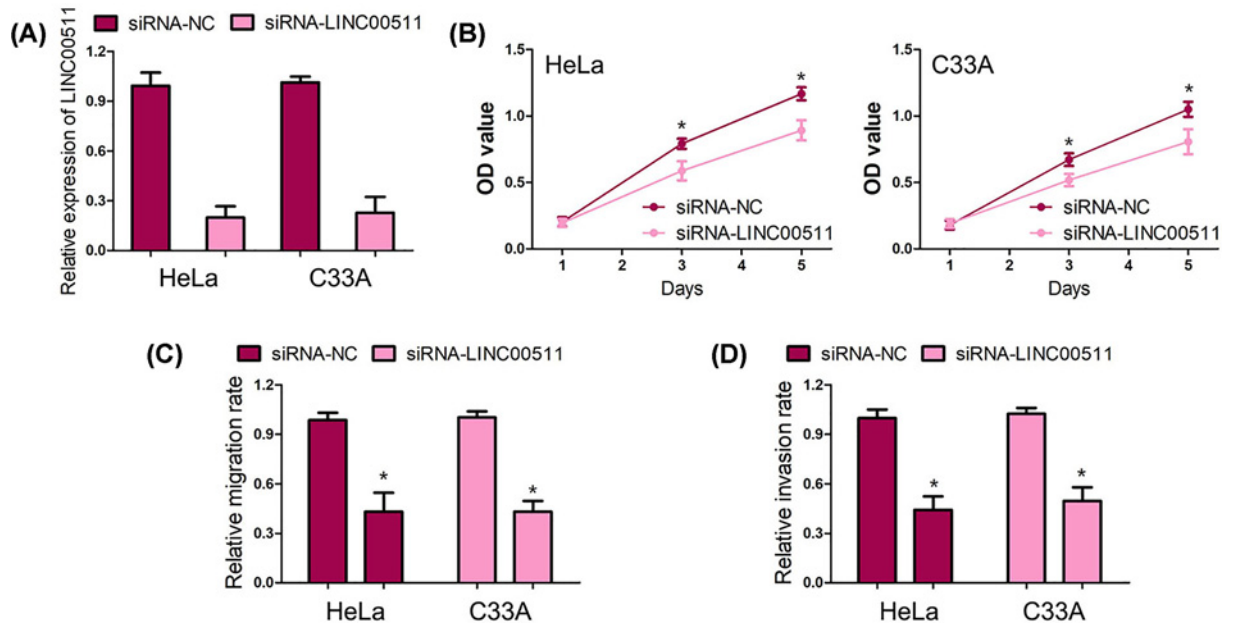 (A)
siRNA-NC siRNA-LINC00511
Relative expression of LINC00511
1.2
0.9
0.6
0.3
0.0
HeLa C33A
(B)
HeLa
OD value
1.5
1.0
0.5
0.0
*
*
siRNA-NC
siRNA-LINC00511
1 2 3 4 5
Days
C33A
OD value
1.5
1.0
0.5
0.0
*
*
siRNA-NC
siRNA-LINC00511
1 2 3 4 5
Days
(C)
siRNA-NC siRNA-LINC00511
Relative migration rate
1.2
0.9
0.6
0.3
0.0
* *
HeLa C33A
(D)
siRNA-NC siRNA-LINC00511
Relative invasion rate
1.2
0.9
0.6
0.3
0.0
* *
HeLa C33A